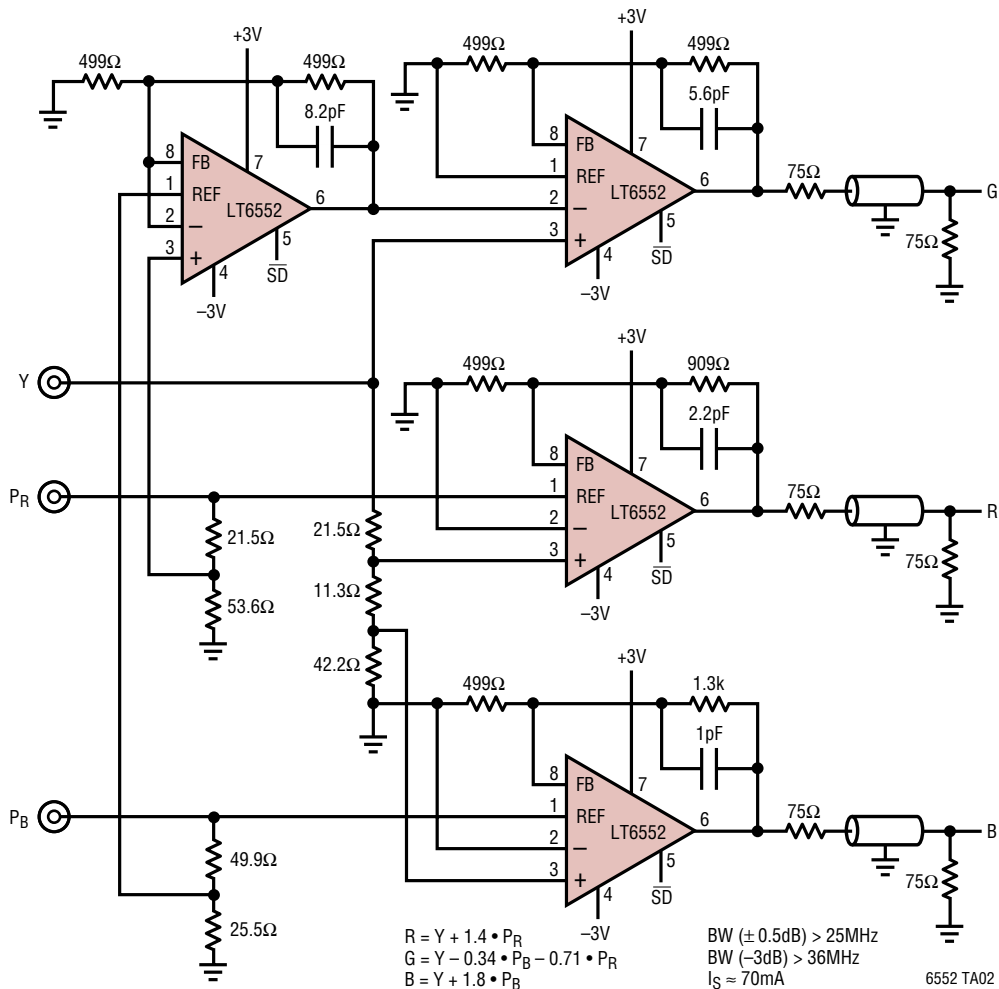 +3V
499Ω
499Ω
8.2pF
8
FB
7
1
REF
LT6552
6
2
−
3
+
5
SD
4
–3V
+3V
499Ω
499Ω
5.6pF
8
FB
7
1
REF
LT6552
6
2
−
3
+
5
SD
4
–3V
75Ω
G
75Ω
Y
+3V
499Ω
909Ω
2.2pF
8
FB
7
1
REF
LT6552
6
2
−
3
+
5
SD
4
–3V
75Ω
R
75Ω
PR
21.5Ω
53.6Ω
21.5Ω
11.3Ω
42.2Ω
+3V
499Ω
1.3k
1pF
8
FB
7
1
REF
LT6552
6
2
−
3
+
5
SD
4
–3V
75Ω
B
75Ω
PB
49.9Ω
25.5Ω
R = Y + 1.4 • PR
G = Y – 0.34 • PB – 0.71 • PR
B = Y + 1.8 • PB
BW (± 0.5dB) > 25MHz
BW (–3dB) > 36MHz
IS ≈ 70mA
6552 TA02